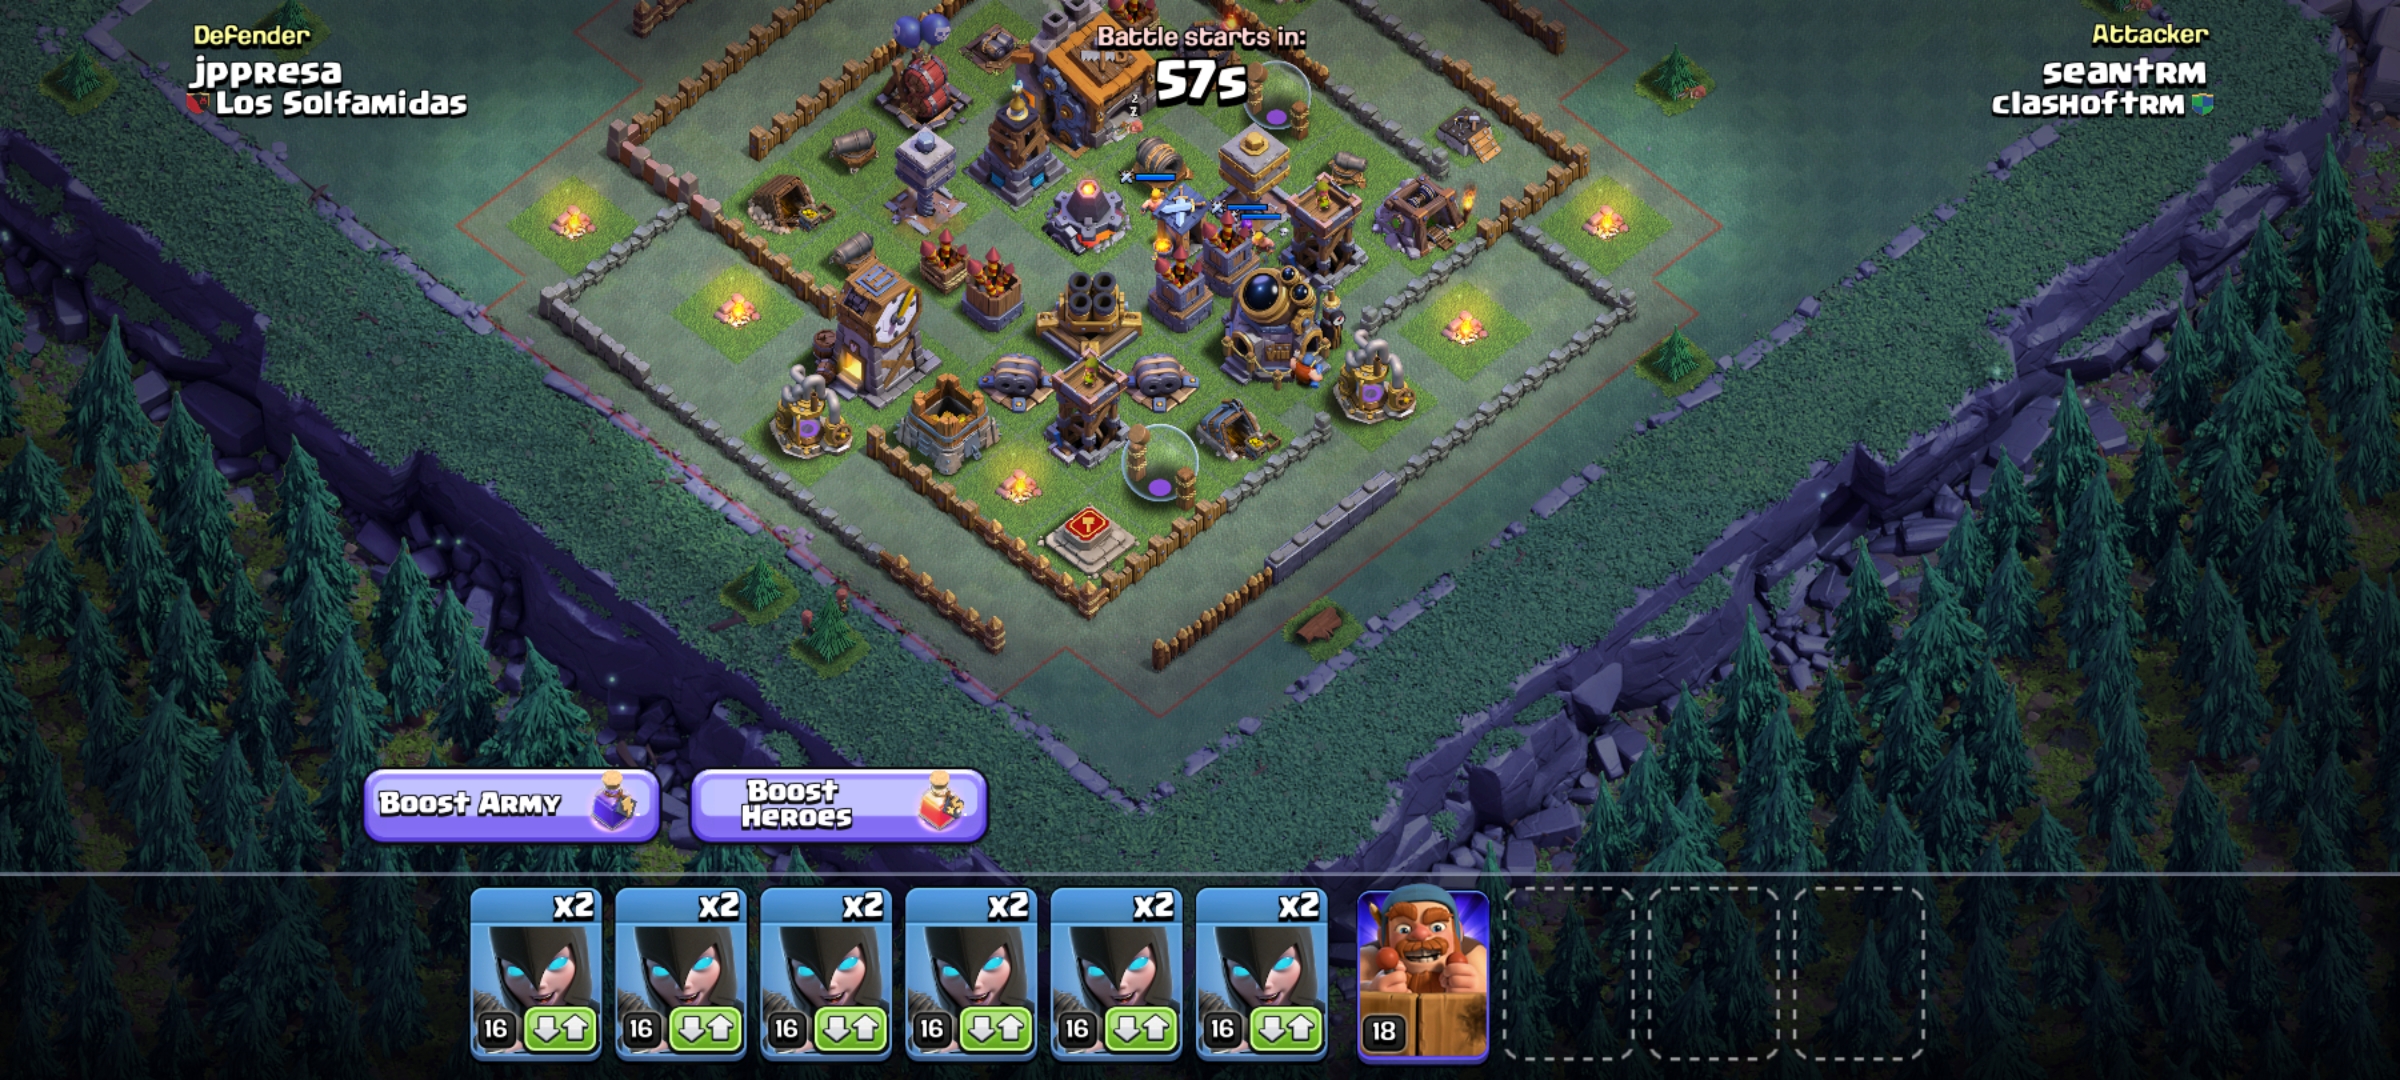 Defender
jppresa
Los Solfamidas
Battle starts in:
57s
Attacker
seantrm
clashoftrm
Boost Army
Boost
Heroes
x2
x2
x2
x2
x2
x2
16
16
16
16
16
16
18